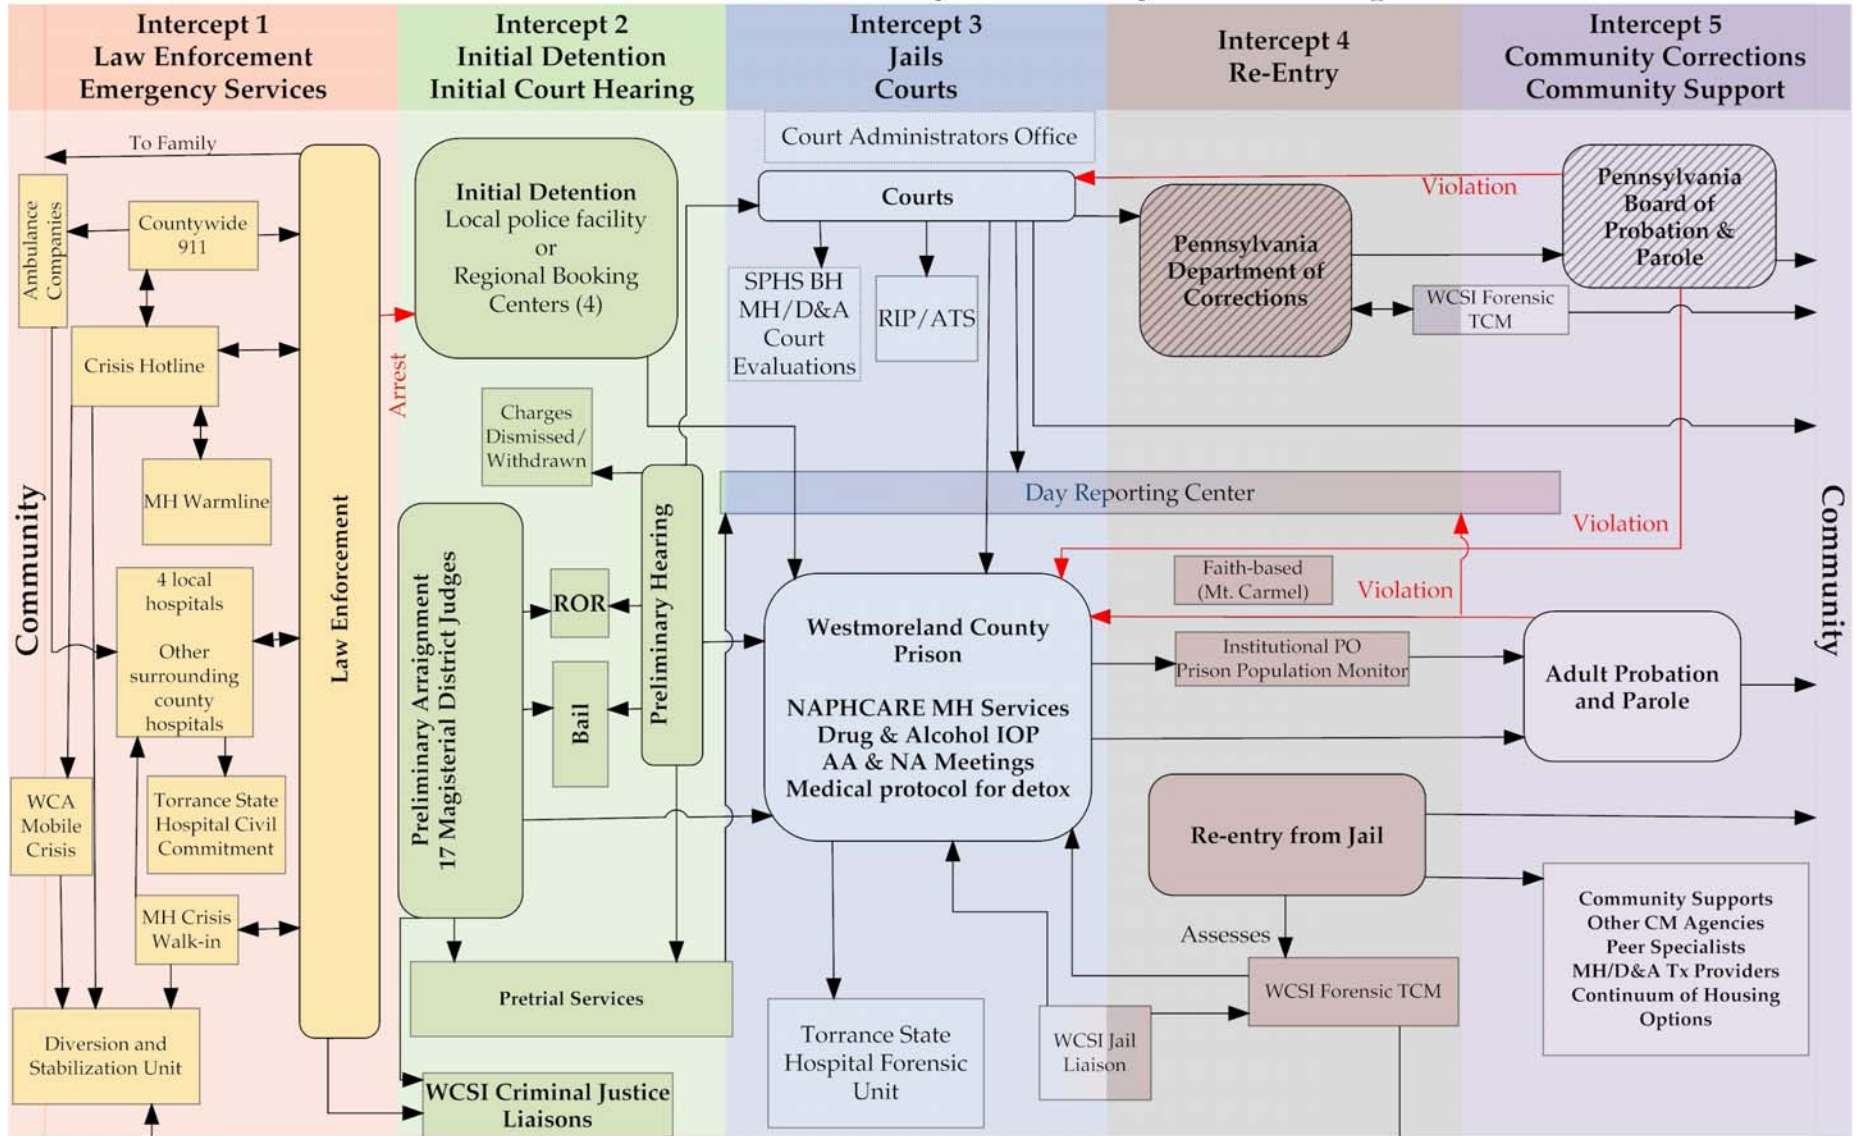 Intercept 1
Law Enforcement
Emergency Services
Intercept 2
Initial Detention
Initial Court Hearing
Intercept 3
Jails
Courts
Intercept 4
Re-Entry
Intercept 5
Community Corrections
Community Support
To Family
Ambulance
Companies
Countywide
911
Crisis Hotline
MH Warmline
Community
4 local
hospitals
Other
surrounding
county
hospitals
WCA
Mobile
Crisis
Torrance State
Hospital Civil
Commitment
MH Crisis
Walk-in
Diversion and
Stabilization Unit
Law Enforcement
Arrest
Initial Detention
Local police facility
or
Regional Booking
Centers (4)
Charges
Dismissed/
Withdrawn
Preliminary Arraignment
17 Magisterial District Judges
ROR
Bail
Preliminary Hearing
Pretrial Services
WCSI Criminal Justice
Liaisons
Court Administrators Office
Courts
SPHS BH
MH/D&A
Court
Evaluations
RIP/ATS
Day Reporting Center
Westmoreland County
Prison
NAPHCARE MH Services
Drug & Alcohol IOP
AA & NA Meetings
Medical protocol for detox
Torrance State
Hospital Forensic
Unit
WCSI Jail
Liaison
Pennsylvania
Department of
Corrections
WCSI Forensic
TCM
Violation
Pennsylvania
Board of
Probation &
Parole
Violation
Faith-based
(Mt. Carmel)
Violation
Institutional PO
Prison Population Monitor
Adult Probation
and Parole
Re-entry from Jail
Assesses
WCSI Forensic TCM
Community Supports
Other CM Agencies
Peer Specialists
MH/D&A Tx Providers
Continuum of Housing
Options
Community